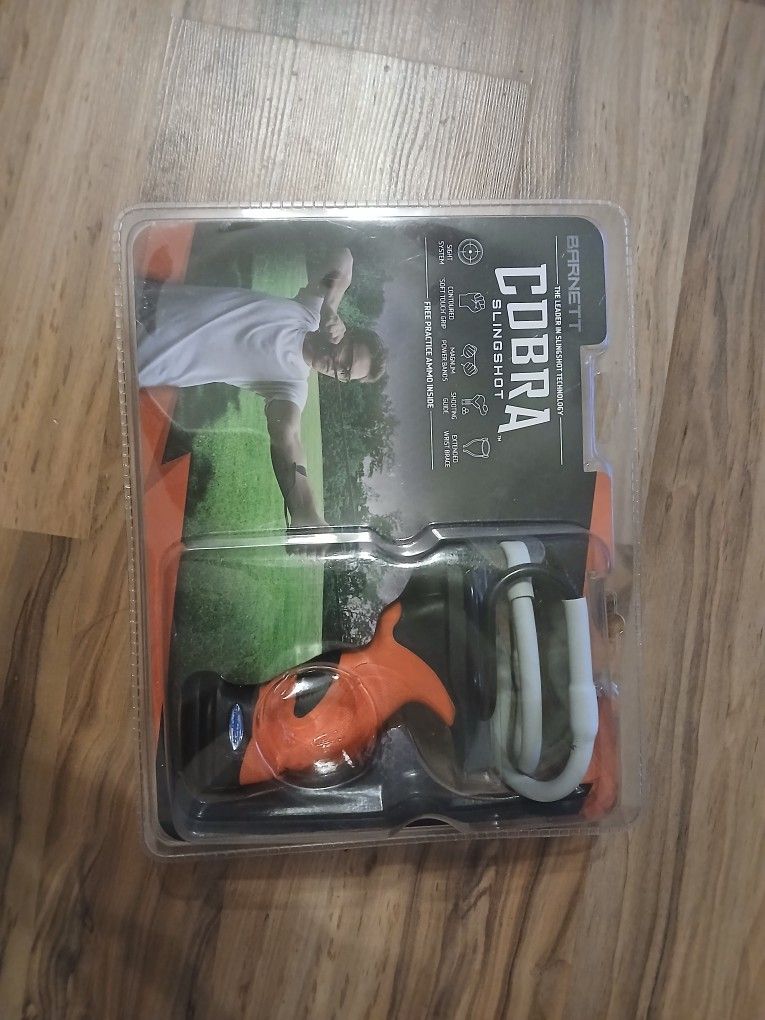 BARNETT
THE LEADER IN SLINGSHOT TECHNOLOGY
COBRA™
SLINGSHOT
SIGHT
SYSTEM
CONTOURED
SOFT TOUCH GRIP
MAGNUM
POWER BANDS
SHOOTING
GUIDE
EXTENDED
WRIST BRACE
FREE PRACTICE AMMO INSIDE